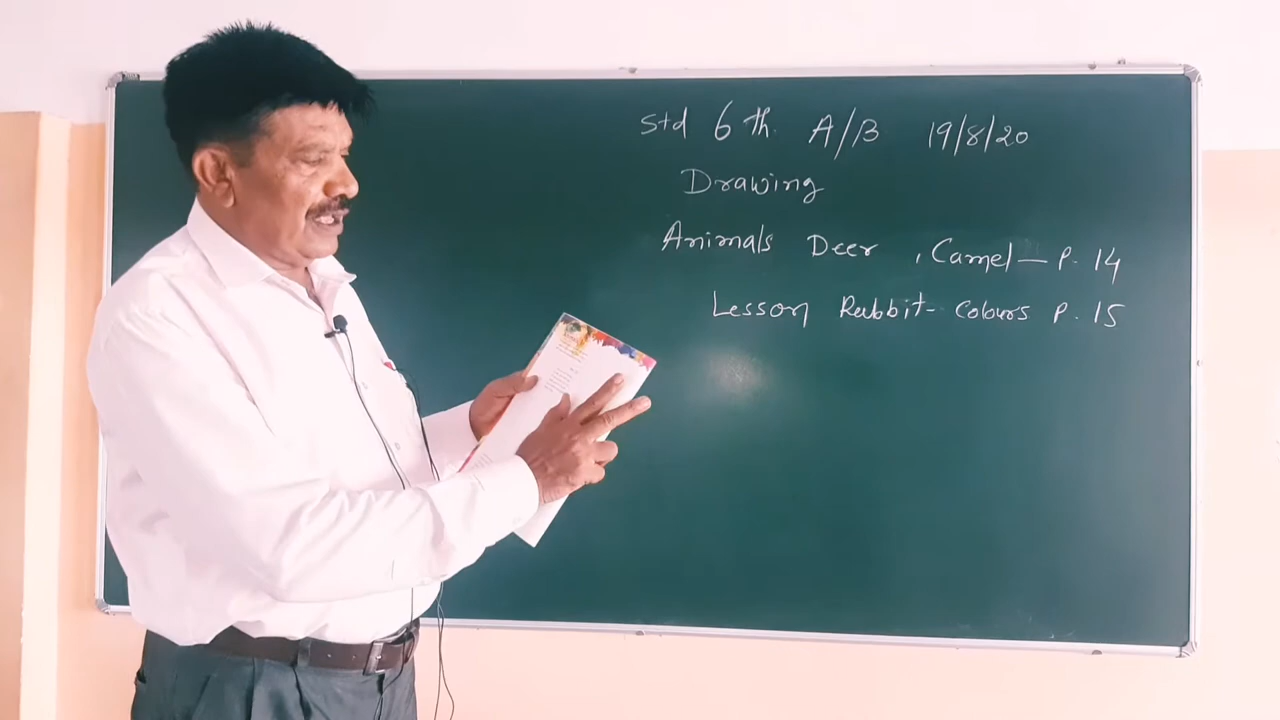 Std 6th. A/B 19/8/20
Drawing
Animals Deer , Camel — P. 14
Lesson Rabbit - Colours P. 15